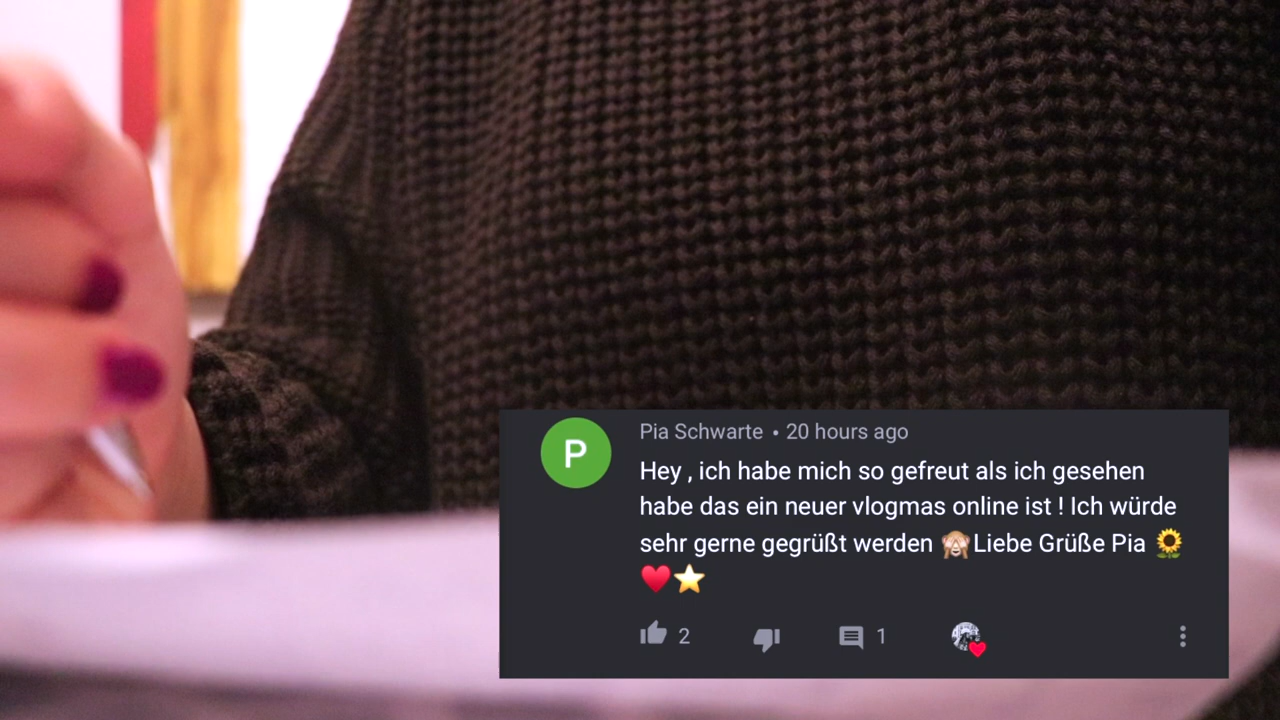 P
Pia Schwarte • 20 hours ago
Hey , ich habe mich so gefreut als ich gesehen
habe das ein neuer vlogmas online ist ! Ich würde
sehr gerne gegrüßt werden 🙈Liebe Grüße Pia 🌻
❤️⭐
2 1